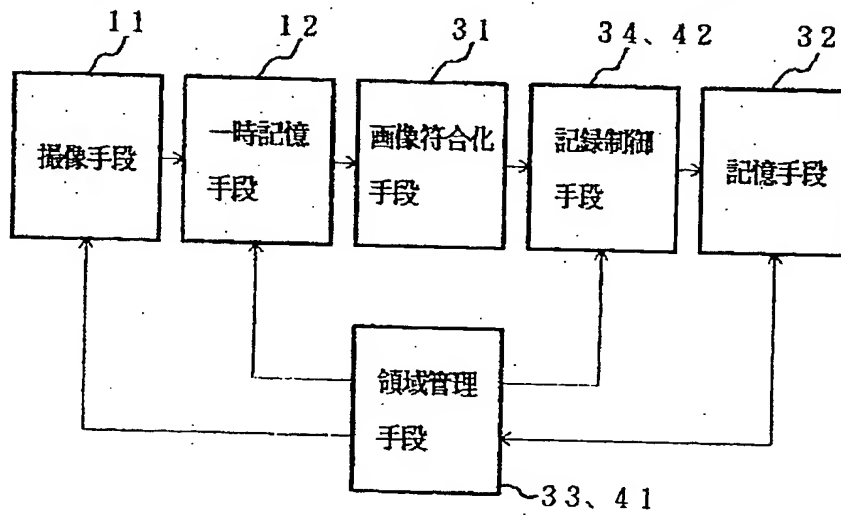 11
12
31
34、42
32
撮像手段
一時記憶
手段
画像符合化
手段
記録制御
手段
記憶手段
領域管理
手段
33、41